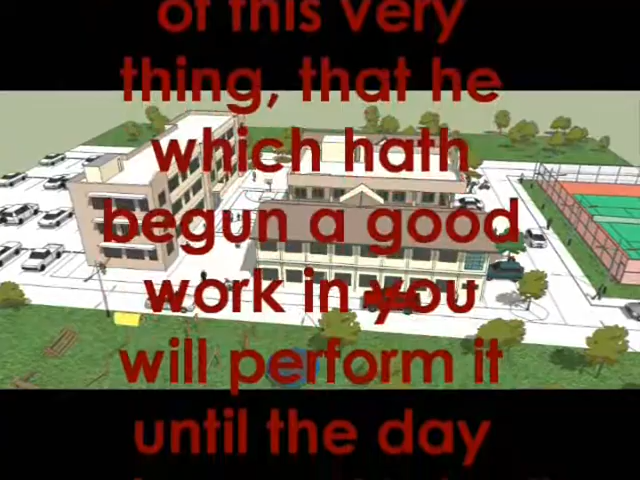 of this very
thing, that he
which hath
begun a good
work in you
will perform it
until the day